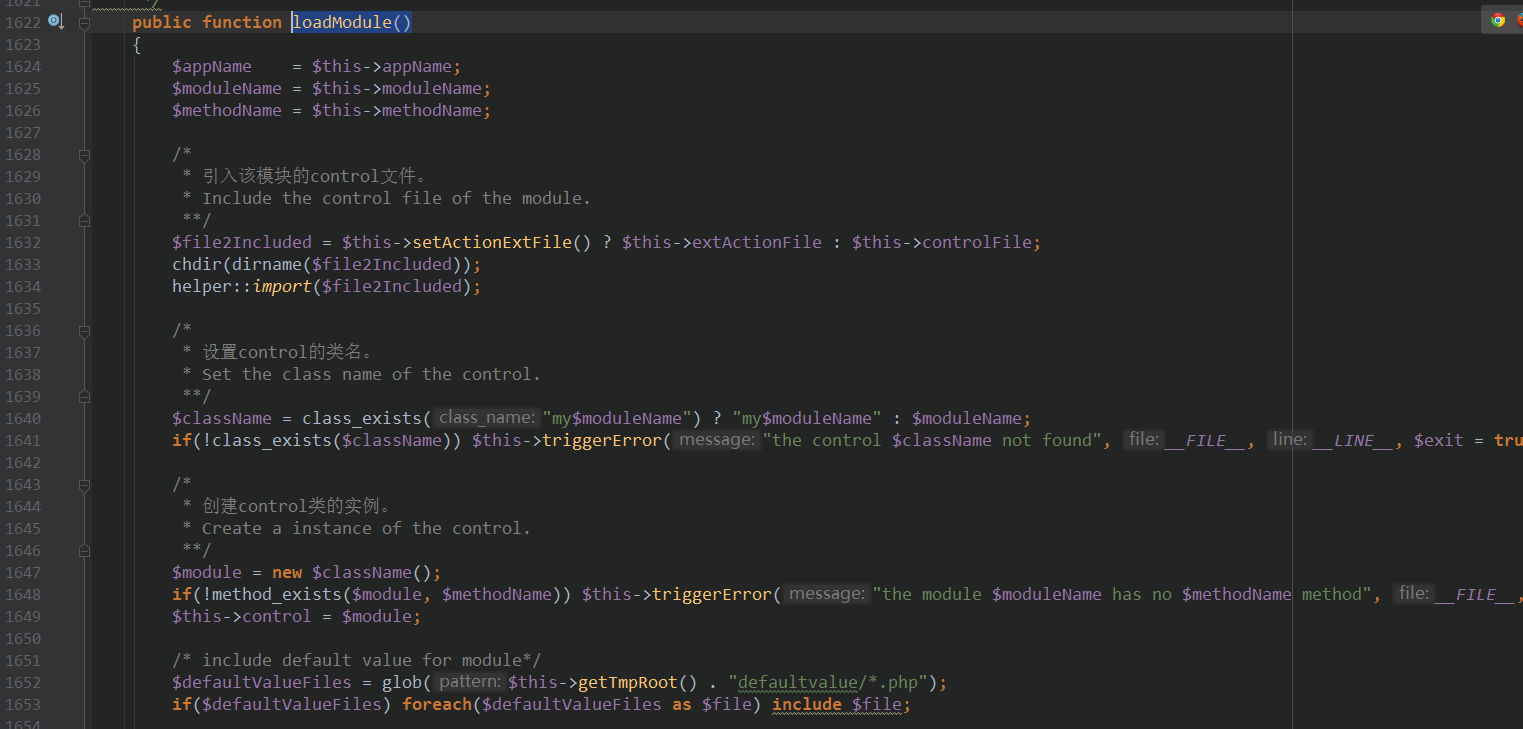 1621 */
1622 public function loadModule()
1623 {
1624 $appName    = $this->appName;
1625 $moduleName = $this->moduleName;
1626 $methodName = $this->methodName;
1627
1628 /*
1629 * 引入该模块的control文件。
1630 * Include the control file of the module.
1631 **/
1632 $file2Included = $this->setActionExtFile() ? $this->extActionFile : $this->controlFile;
1633 chdir(dirname($file2Included));
1634 helper::import($file2Included);
1635
1636 /*
1637 * 设置control的类名。
1638 * Set the class name of the control.
1639 **/
1640 $className = class_exists( class_name: "my$moduleName") ? "my$moduleName" : $moduleName;
1641 if(!class_exists($className)) $this->triggerError( message: "the control $className not found", file: __FILE__, line: __LINE__, $exit = tru
1642
1643 /*
1644 * 创建control类的实例。
1645 * Create a instance of the control.
1646 **/
1647 $module = new $className();
1648 if(!method_exists($module, $methodName)) $this->triggerError( message: "the module $moduleName has no $methodName method", file: __FILE__,
1649 $this->control = $module;
1650
1651 /* include default value for module*/
1652 $defaultValueFiles = glob( pattern: $this->getTmpRoot() . "defaultvalue/*.php");
1653 if($defaultValueFiles) foreach($defaultValueFiles as $file) include $file;
1654